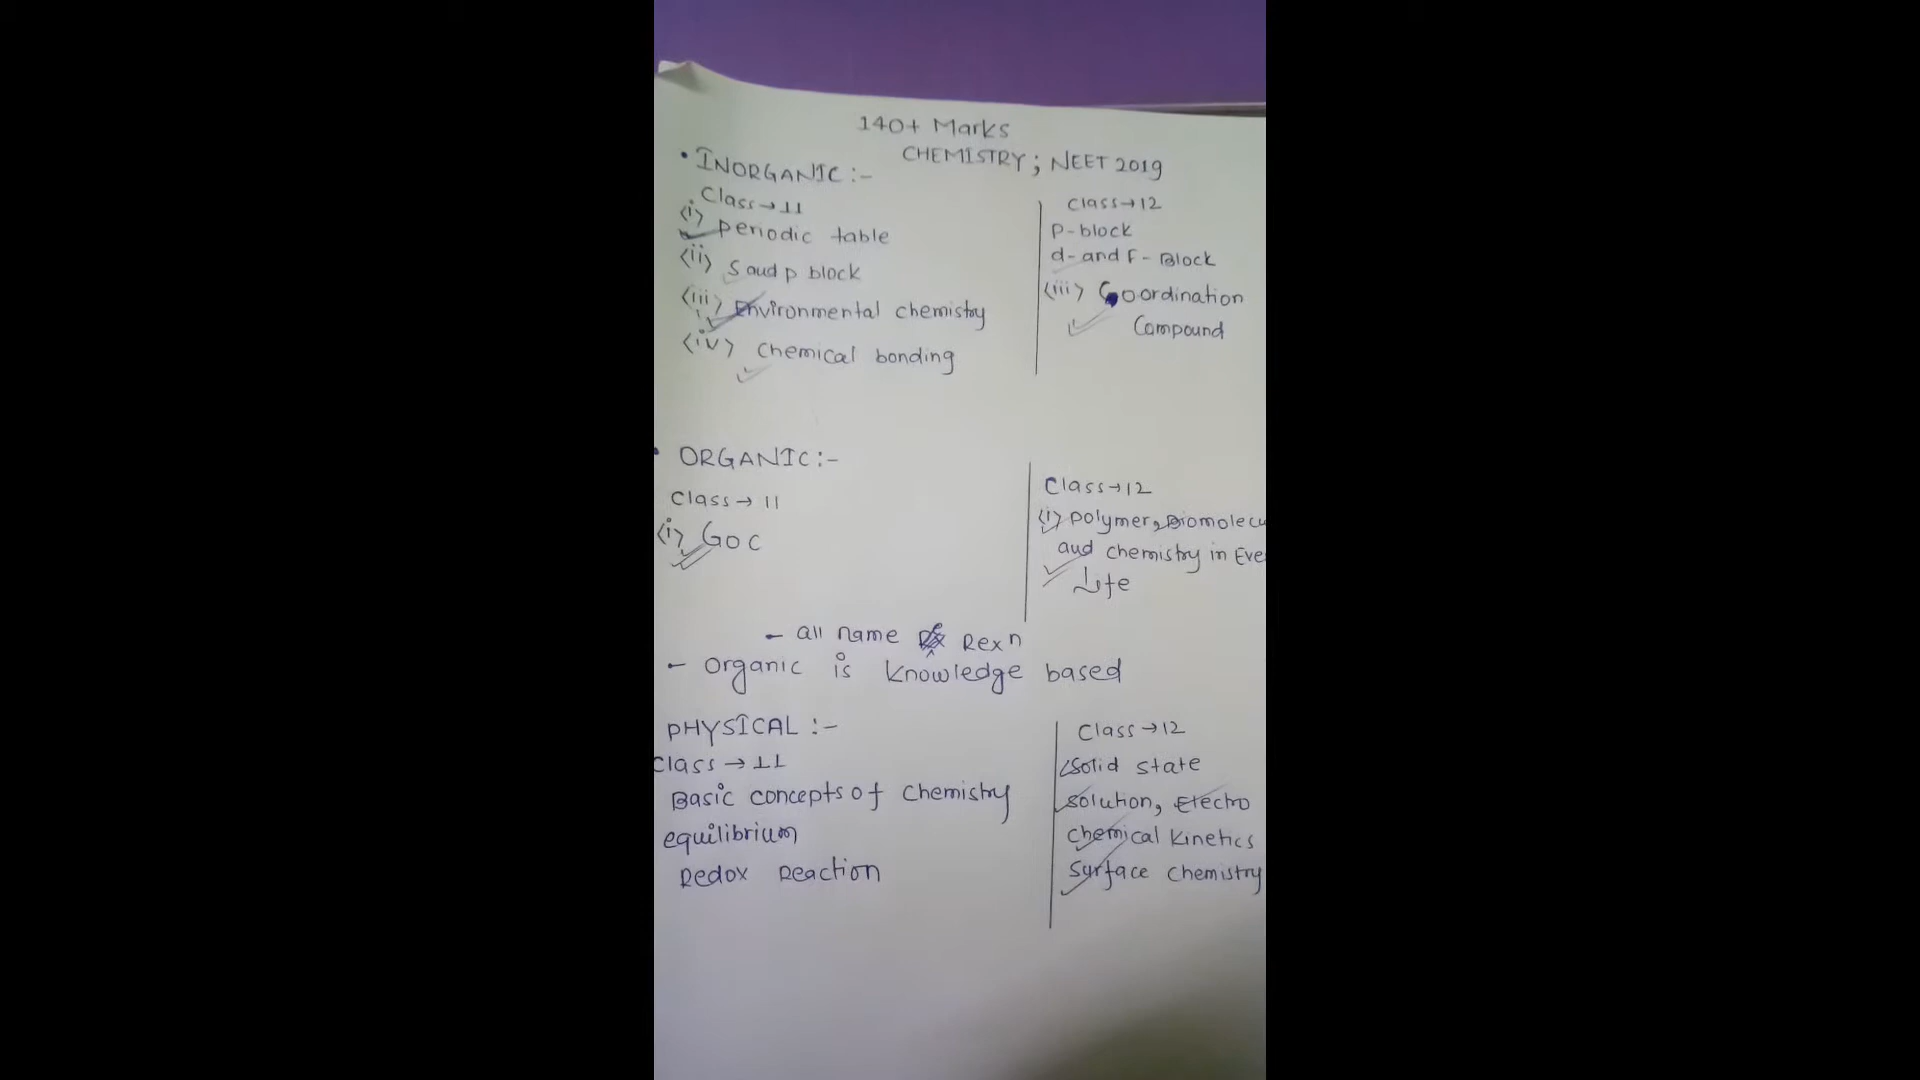 140+ Marks
CHEMISTRY; NEET 2019
• INORGANIC:-
Class→11
(i) Periodic table
(ii) S and p block
(iii) Environmental chemistry
(iv) Chemical bonding
Class→12
P-block
d-and F-Block
(iii) Coordination
Compound
• ORGANIC:-
Class→11
(i) GOC
Class→12
(i) Polymer, Biomolecu
and chemistry in Eve
Life
- all name Rexn
- Organic is knowledge based
PHYSICAL:-
Class→11
Basic concepts of chemistry
equilibrium
Redox Reaction
Class→12
Solid state
Solution, Electro
chemical kinetics
Surface Chemistry